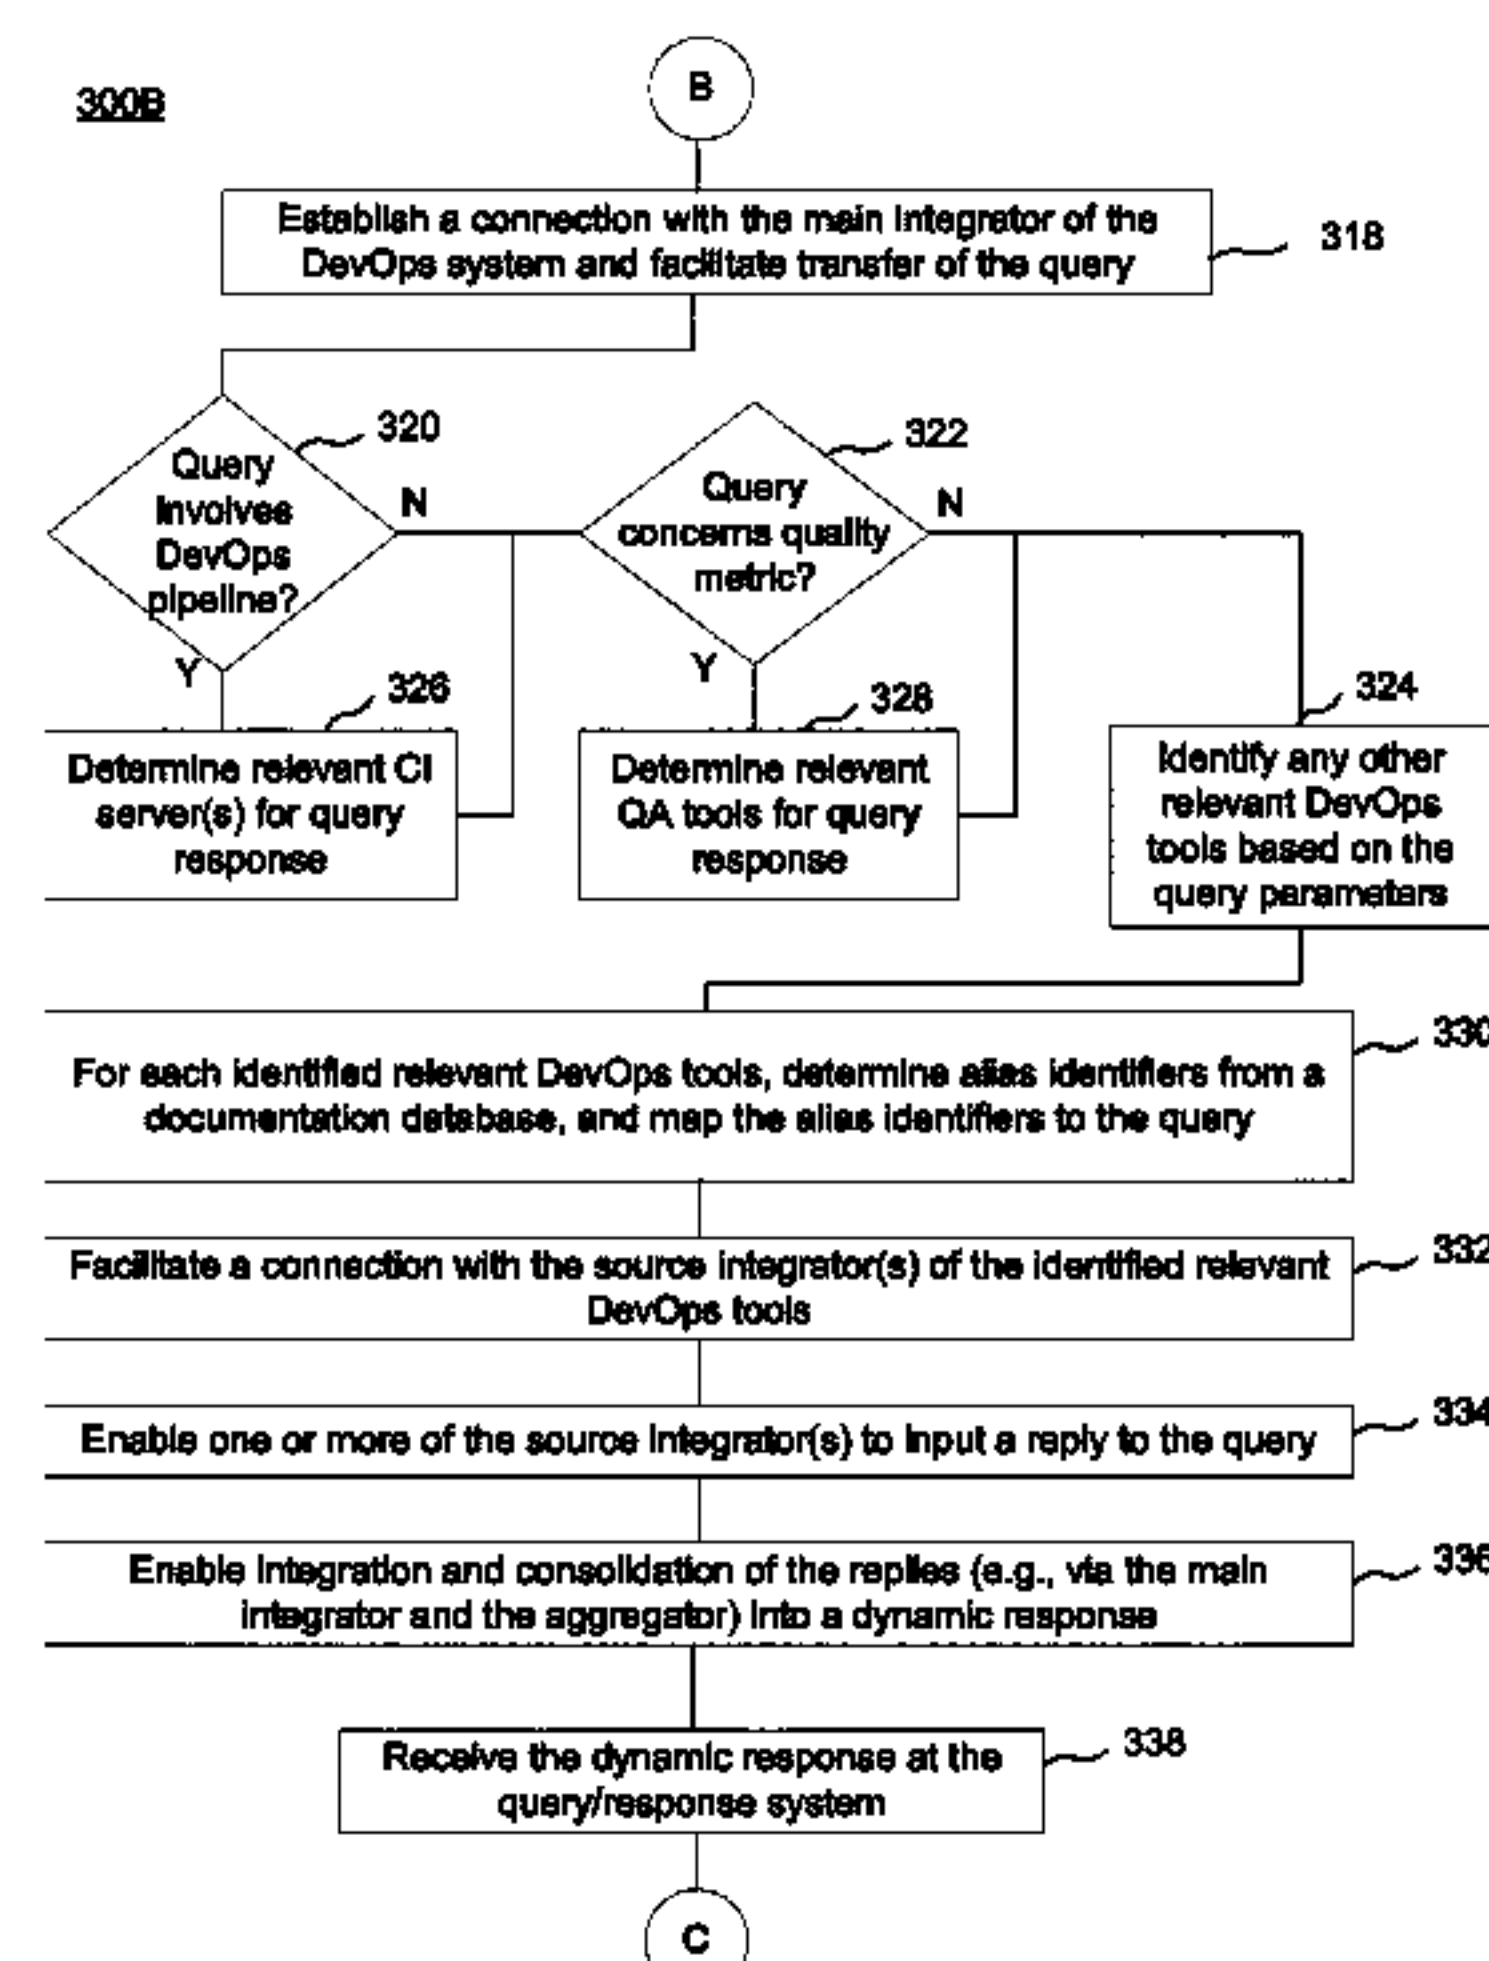 B
300B
Establish a connection with the main integrator of the
DevOps system and facilitate transfer of the query
318
320
Query
involves
DevOps
pipeline?
N
Y
322
Query
concerns quality
metric?
N
Y
326
Determine relevant CI
server(s) for query
response
328
Determine relevant
QA tools for query
response
324
Identify any other
relevant DevOps
tools based on the
query parameters
330
For each identified relevant DevOps tools, determine alias identifiers from a
documentation database, and map the alias identifiers to the query
332
Facilitate a connection with the source integrator(s) of the identified relevant
DevOps tools
334
Enable one or more of the source integrator(s) to input a reply to the query
336
Enable integration and consolidation of the replies (e.g., via the main
integrator and the aggregator) into a dynamic response
338
Receive the dynamic response at the
query/response system
C